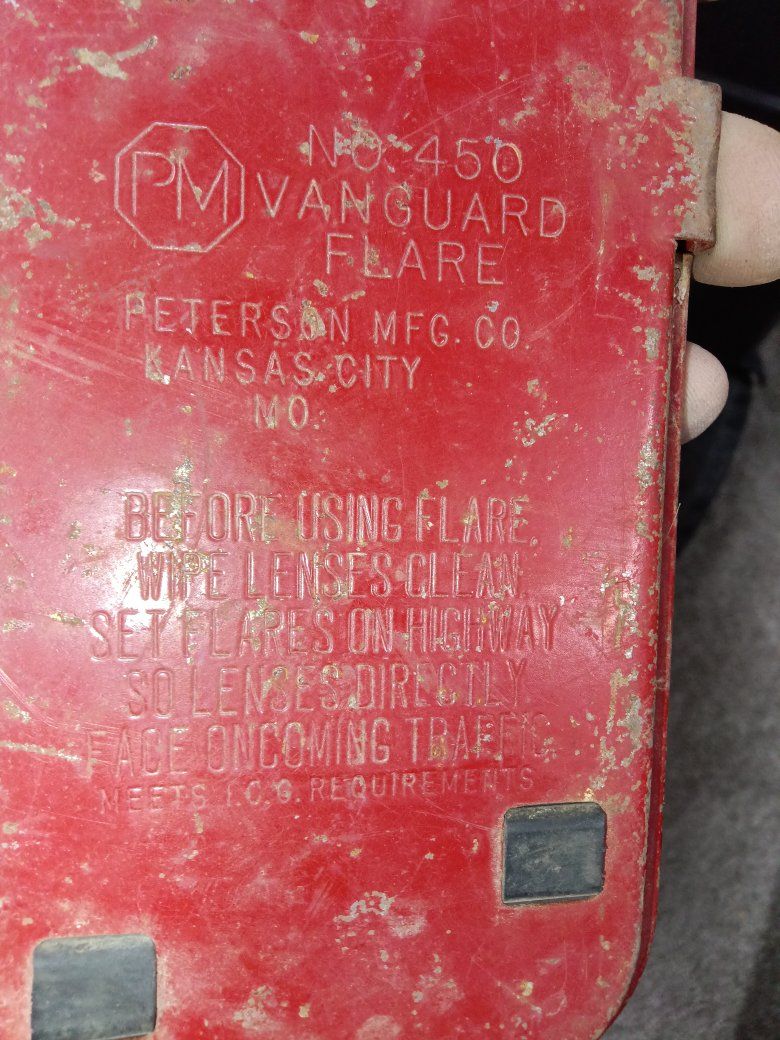 PM
NO. 450
VANGUARD
FLARE
PETERSON MFG. CO.
KANSAS CITY
MO.
BEFORE USING FLARE,
WIPE LENSES CLEAN.
SET FLARES ON HIGHWAY
SO LENSES DIRECTLY
FACE ONCOMING TRAFFIC.
MEETS I.C.C. REQUIREMENTS